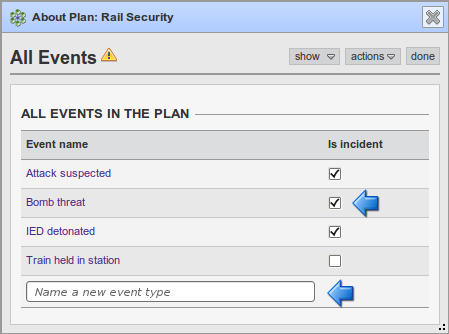 About Plan: Rail Security
All Events show actions done
ALL EVENTS IN THE PLAN
Event name Is incident
Attack suspected
Bomb threat
IED detonated
Train held in station
Name a new event type